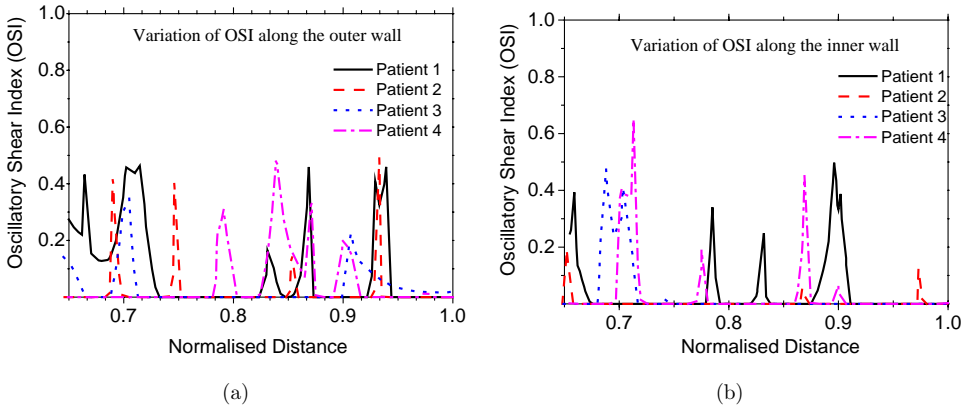 Variation of OSI along the outer wall
Oscillatory Shear Index (OSI)
1.0
0.8
0.6
0.4
0.2
Patient 1
Patient 2
Patient 3
Patient 4
0.7
0.8
0.9
1.0
Normalised Distance
(a)
Variation of OSI along the inner wall
Oscillatory Shear Index (OSI)
1.0
0.8
0.6
0.4
0.2
Patient 1
Patient 2
Patient 3
Patient 4
0.7
0.8
0.9
1.0
Normalised Distance
(b)